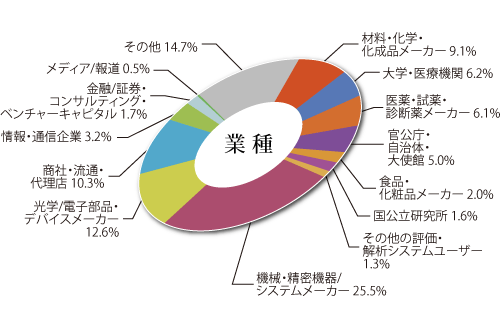 業種
材料・化学・
化成品メーカー 9.1%
大学・医療機関 6.2%
医薬・試薬・
診断薬メーカー 6.1%
官公庁・
自治体・
大使館 5.0%
食品・
化粧品メーカー 2.0%
国公立研究所 1.6%
その他の評価・
解析システムユーザー
1.3%
機械・精密機器/
システムメーカー 25.5%
光学/電子部品・
デバイスメーカー
12.6%
商社・流通・
代理店 10.3%
情報・通信企業 3.2%
金融/証券・
コンサルティング・
ベンチャーキャピタル 1.7%
メディア/報道 0.5%
その他 14.7%